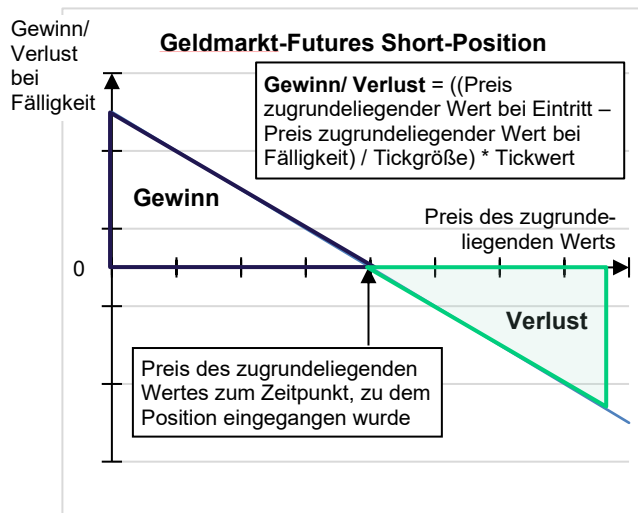 Gewinn/
Verlust
bei
Fälligkeit
Geldmarkt-Futures Short-Position
Gewinn/ Verlust = ((Preis
zugrundeliegender Wert bei Eintritt –
Preis zugrundeliegender Wert bei
Fälligkeit) / Tickgröße) * Tickwert
Gewinn
Preis des zugrunde-
liegenden Werts
0
Verlust
Preis des zugrundeliegenden
Wertes zum Zeitpunkt, zu dem
Position eingegangen wurde